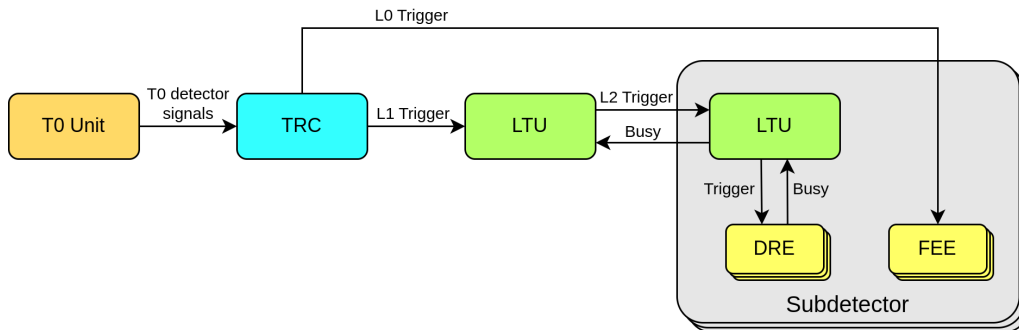 L0 Trigger
T0 Unit
T0 detector
signals
TRC
L1 Trigger
LTU
L2 Trigger
Busy
LTU
Trigger
Busy
DRE
FEE
Subdetector